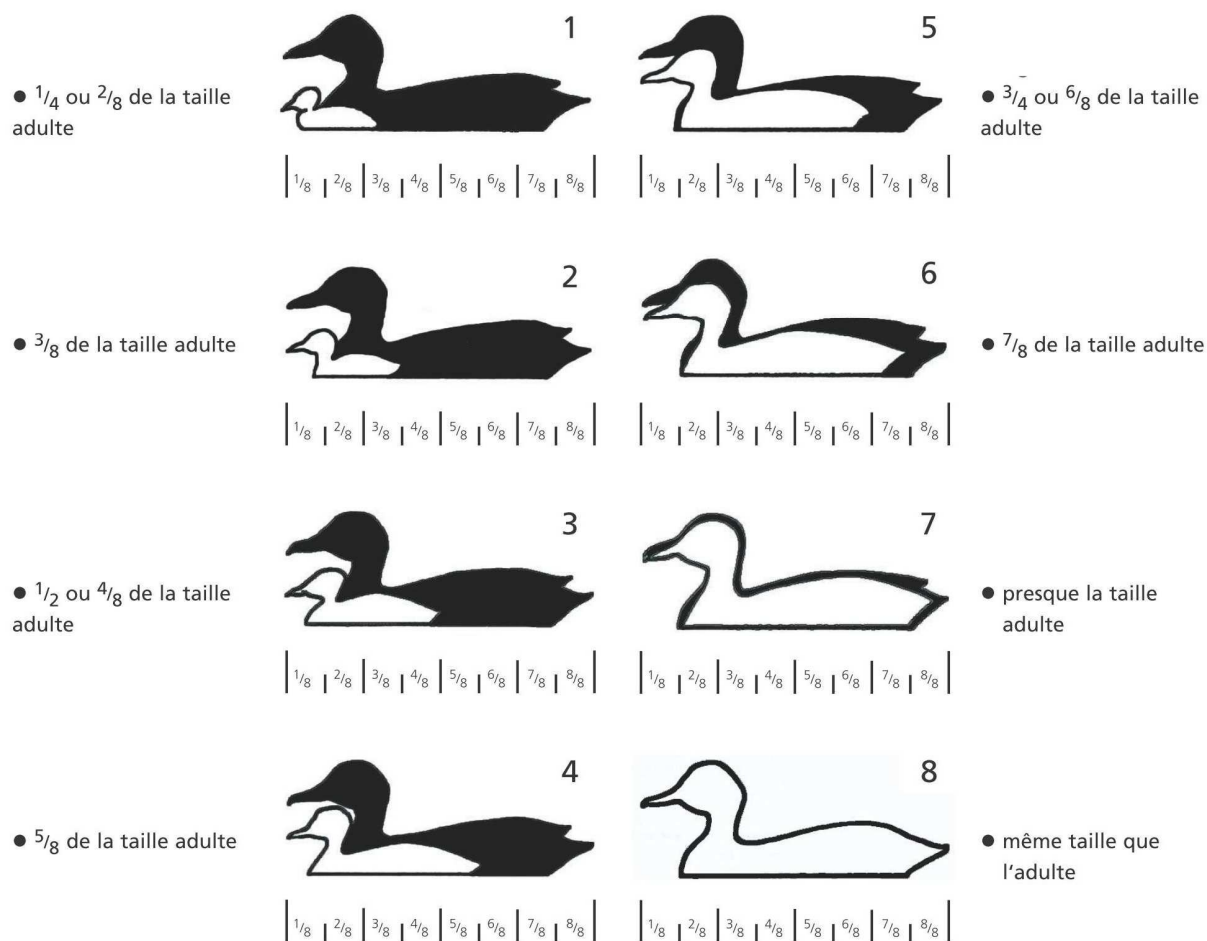 1
● 1/4 ou 2/8 de la taille
adulte
1/8 2/8 3/8 4/8 5/8 6/8 7/8 8/8
5
● 3/4 ou 6/8 de la taille
adulte
1/8 2/8 3/8 4/8 5/8 6/8 7/8 8/8
2
● 3/8 de la taille adulte
1/8 2/8 3/8 4/8 5/8 6/8 7/8 8/8
6
● 7/8 de la taille adulte
1/8 2/8 3/8 4/8 5/8 6/8 7/8 8/8
3
● 1/2 ou 4/8 de la taille
adulte
1/8 2/8 3/8 4/8 5/8 6/8 7/8 8/8
7
● presque la taille
adulte
1/8 2/8 3/8 4/8 5/8 6/8 7/8 8/8
4
● 5/8 de la taille adulte
1/8 2/8 3/8 4/8 5/8 6/8 7/8 8/8
8
● même taille que
l'adulte
1/8 2/8 3/8 4/8 5/8 6/8 7/8 8/8